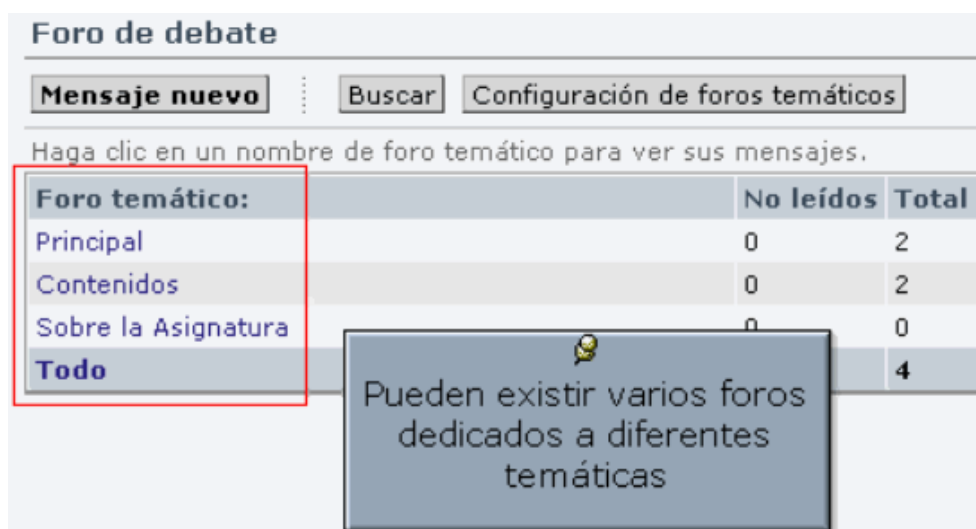 Foro de debate
Mensaje nuevo Buscar Configuración de foros temáticos
Haga clic en un nombre de foro temático para ver sus mensajes.
Foro temático: No leídos Total
Principal 0 2
Contenidos 0 2
Sobre la Asignatura 0 0
Todo 4
Pueden existir varios foros
dedicados a diferentes
temáticas